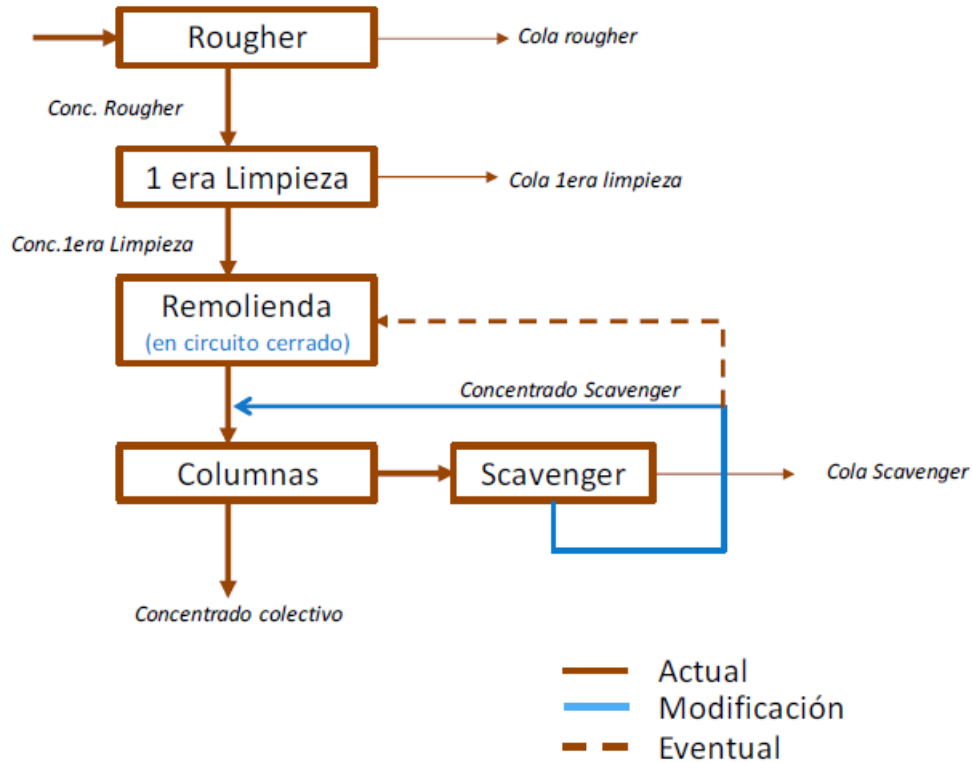 Rougher
Cola rougher
Conc. Rougher
1 era Limpieza
Cola 1era limpieza
Conc.1era Limpieza
Remolienda
(en circuito cerrado)
Concentrado Scavenger
Columnas
Scavenger
Cola Scavenger
Concentrado colectivo
Actual
Modificación
Eventual